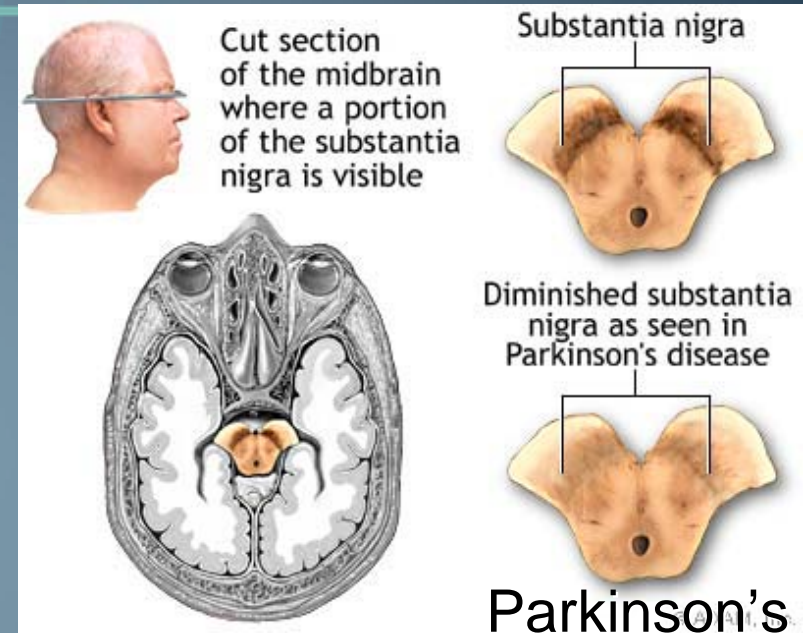 Cut section
of the midbrain
where a portion
of the substantia
nigra is visible
Substantia nigra
Diminished substantia
nigra as seen in
Parkinson's disease
Parkinson's